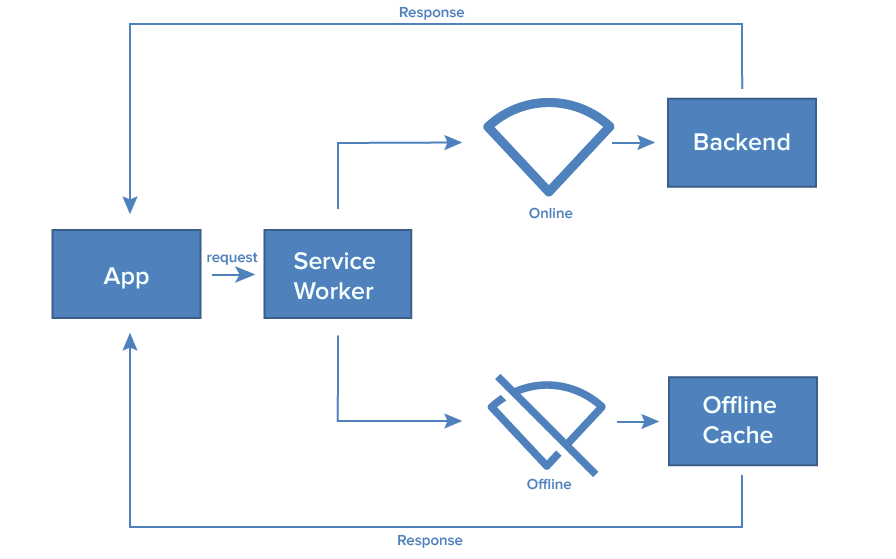 Response
Backend
Online
App
request
Service
Worker
Offline
Cache
Offline
Response